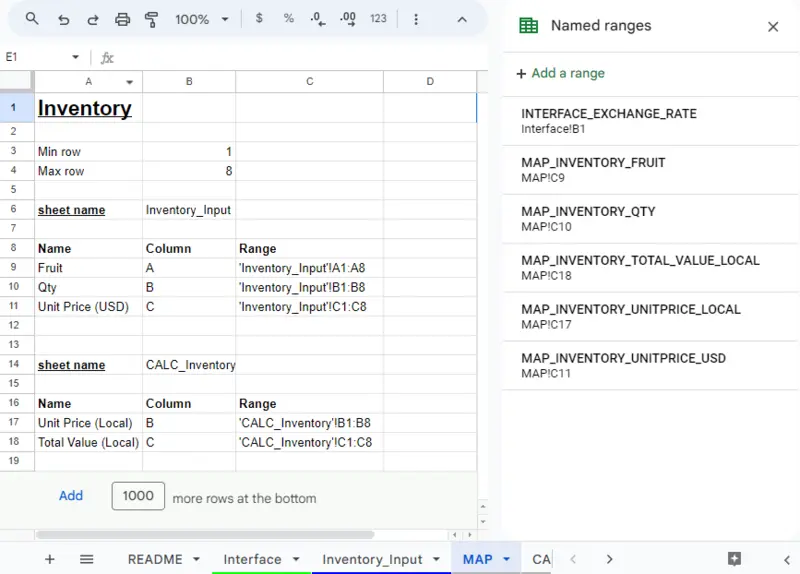 100% $ % .0 .00 123
E1 fx
A B C D
1 Inventory
2
3 Min row 1
4 Max row 8
5
6 sheet name Inventory_Input
7
8 Name Column Range
9 Fruit A 'Inventory_Input'!A1:A8
10 Qty B 'Inventory_Input'!B1:B8
11 Unit Price (USD) C 'Inventory_Input'!C1:C8
12
13
14 sheet name CALC_Inventory
15
16 Name Column Range
17 Unit Price (Local) B 'CALC_Inventory'!B1:B8
18 Total Value (Local) C 'CALC_Inventory'!C1:C8
19
Add 1000 more rows at the bottom
README Interface Inventory_Input MAP CA
Named ranges
+ Add a range
INTERFACE_EXCHANGE_RATE
Interface!B1
MAP_INVENTORY_FRUIT
MAP!C9
MAP_INVENTORY_QTY
MAP!C10
MAP_INVENTORY_TOTAL_VALUE_LOCAL
MAP!C18
MAP_INVENTORY_UNITPRICE_LOCAL
MAP!C17
MAP_INVENTORY_UNITPRICE_USD
MAP!C11